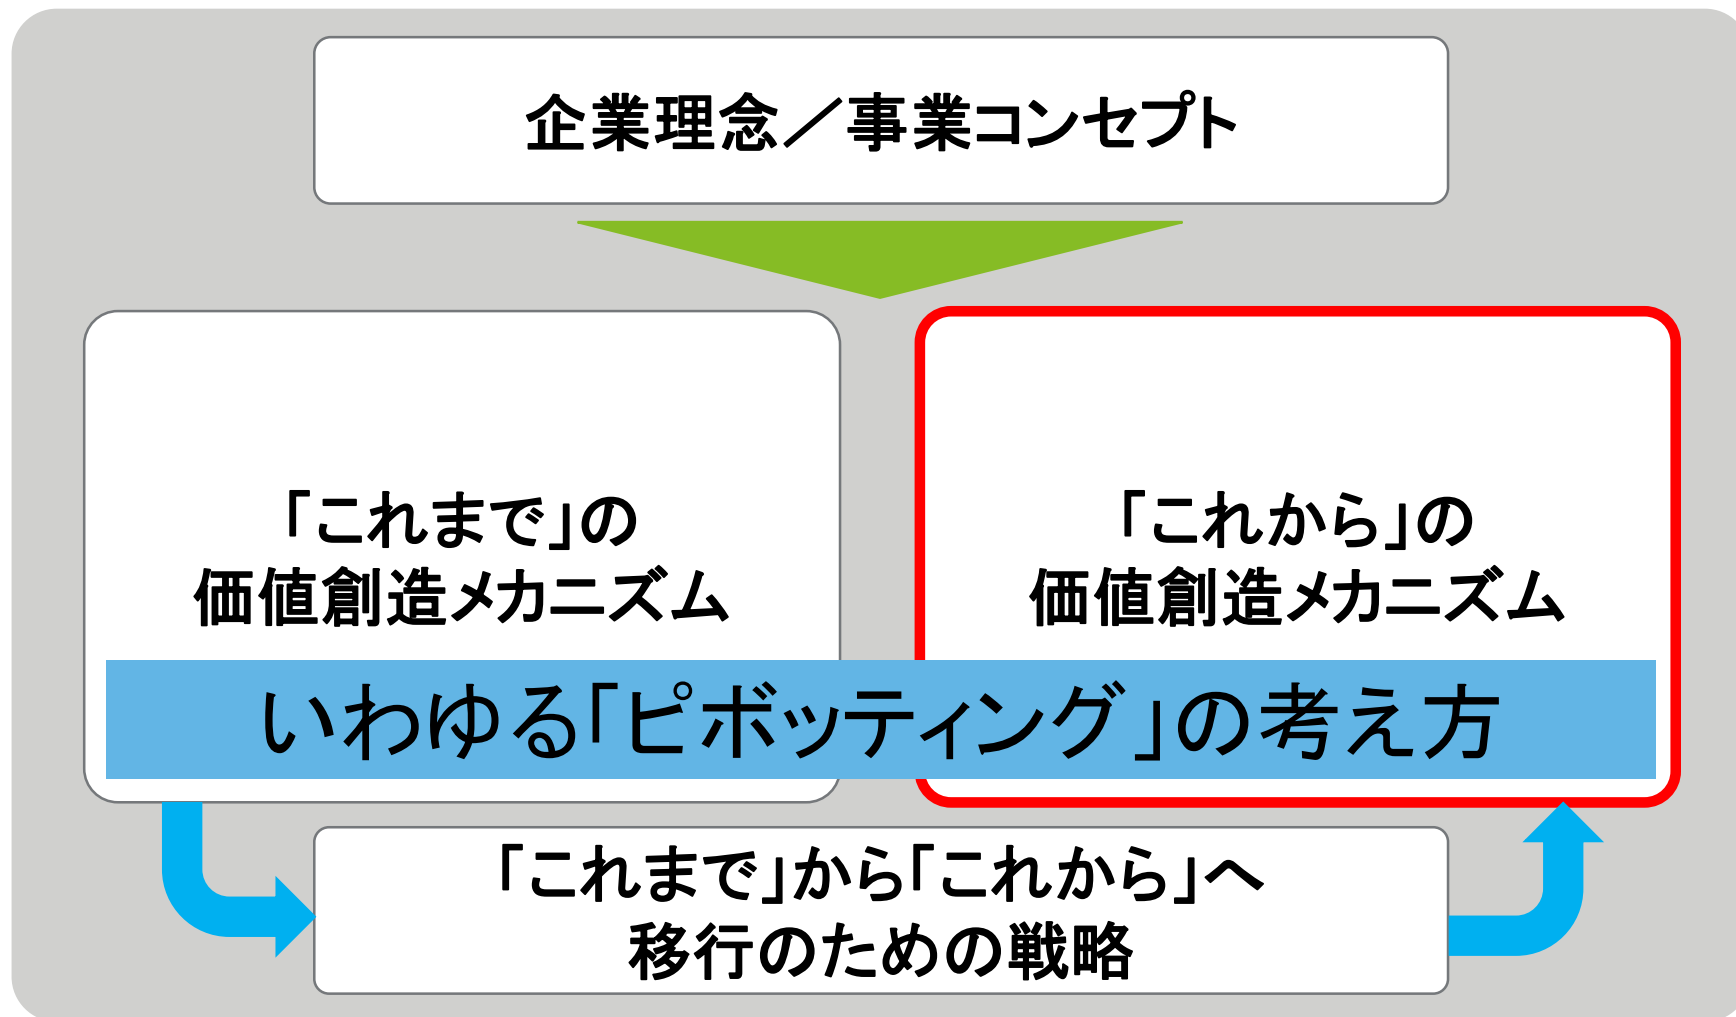 企業理念／事業コンセプト
「これまで」の
価値創造メカニズム
「これから」の
価値創造メカニズム
いわゆる「ピボッティング」の考え方
「これまで」から「これから」へ
移行のための戦略